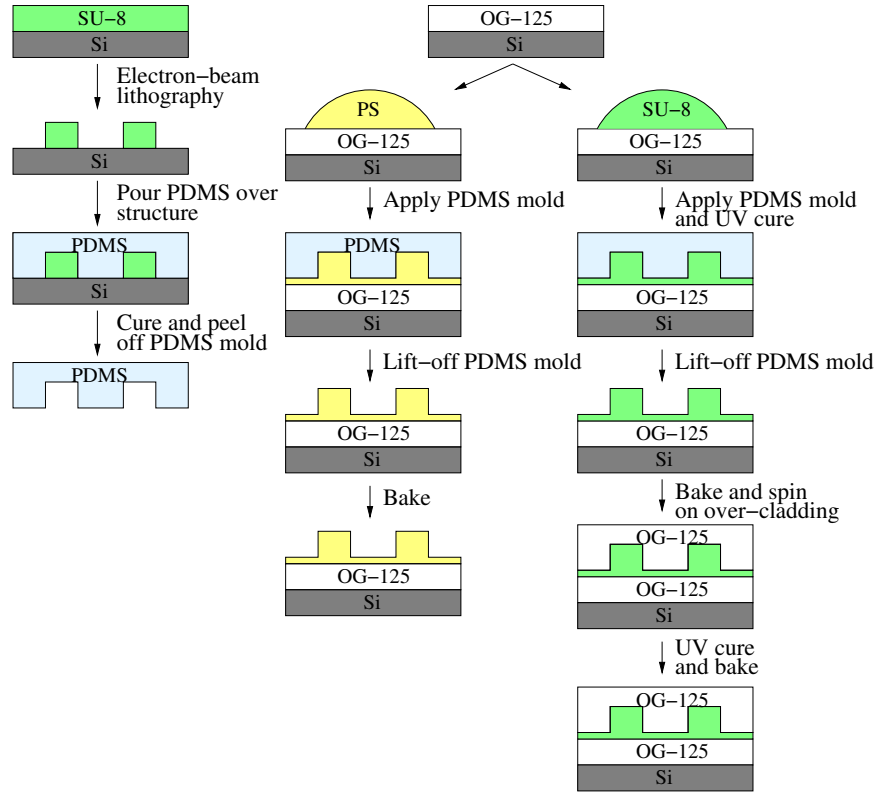 SU−8
Si
Electron−beam
lithography
Si
Pour PDMS over
structure
PDMS
Si
Cure and peel
off PDMS mold
PDMS
OG−125
Si
PS
OG−125
Si
Apply PDMS mold
PDMS
OG−125
Si
Lift−off PDMS mold
OG−125
Si
Bake
OG−125
Si
SU−8
OG−125
Si
Apply PDMS mold
and UV cure
OG−125
Si
Lift−off PDMS mold
OG−125
Si
Bake and spin
on over−cladding
OG−125
OG−125
Si
UV cure
and bake
OG−125
OG−125
Si